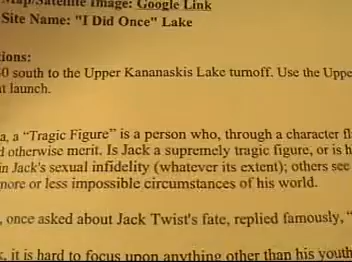 Map/Satellite Image: Google Link
Site Name: "I Did Once" Lake
ions:
0 south to the Upper Kananaskis Lake turnoff. Use the Uppe
t launch.
a, a “Tragic Figure” is a person who, through a character fl
d otherwise merit. Is Jack a supremely tragic figure, or is h
in Jack's sexual infidelity (whatever its extent); others see
more or less impossible circumstances of his world.
, once asked about Jack Twist's fate, replied famously, “
, it is hard to focus upon anything other than his youth